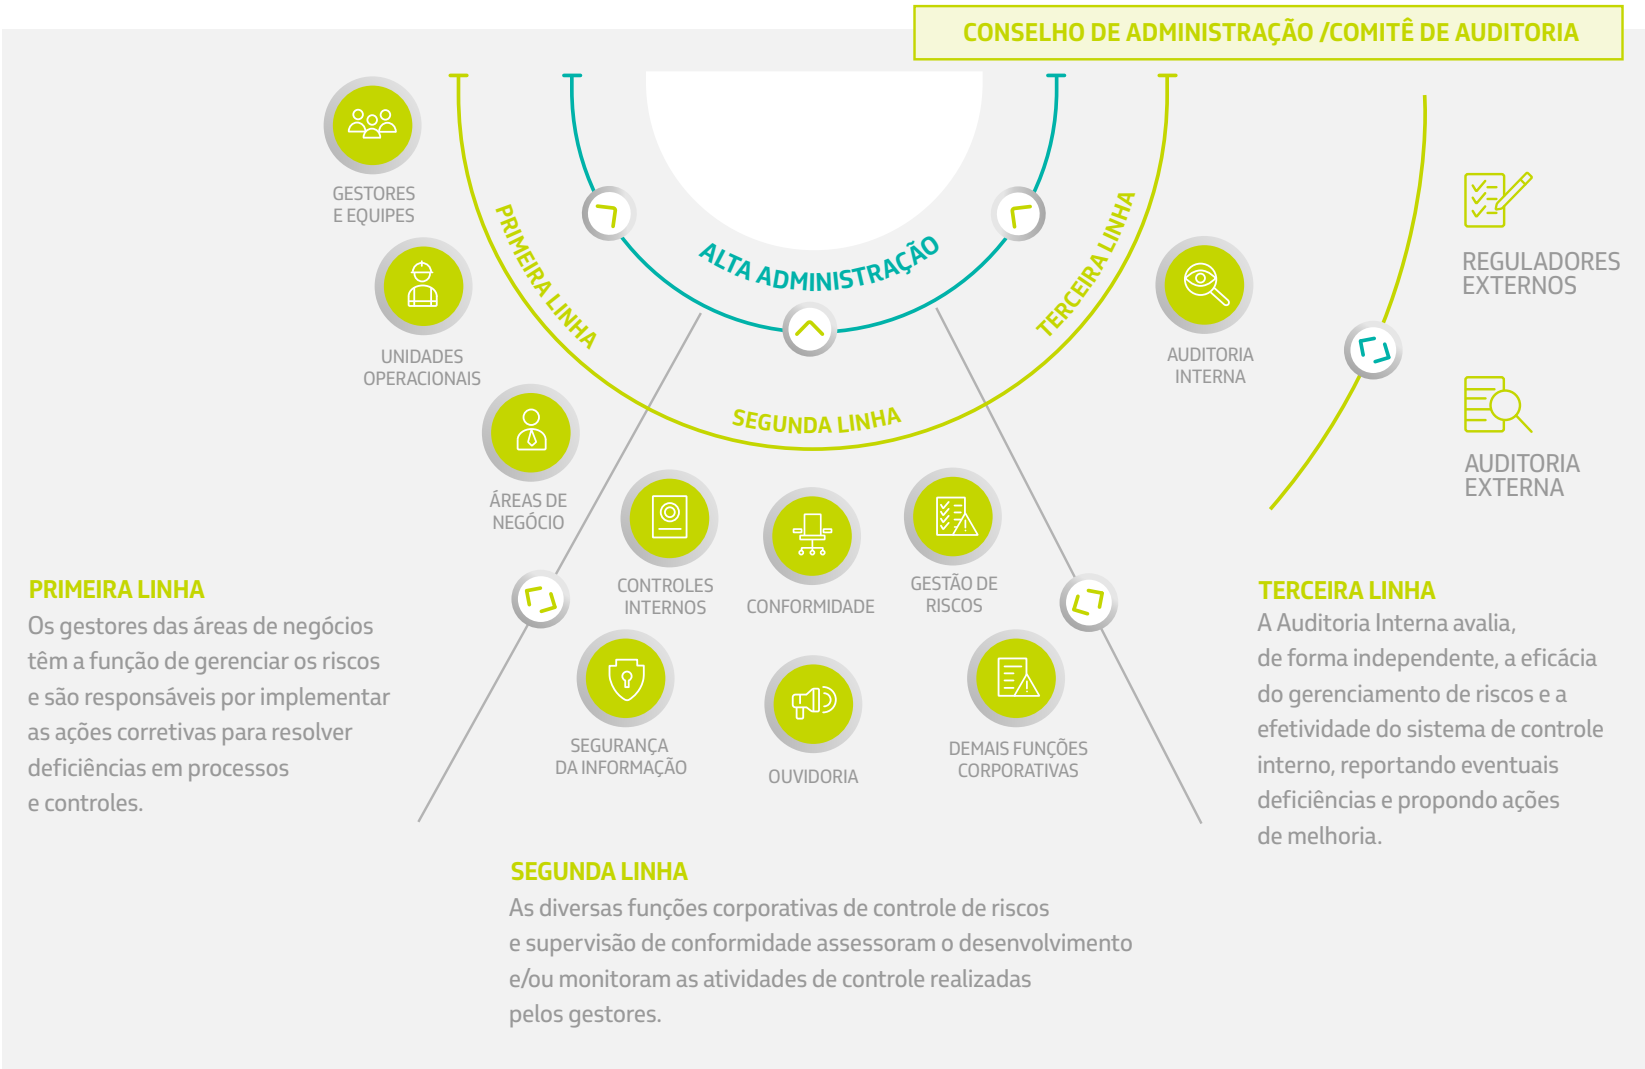 CONSELHO DE ADMINISTRAÇÃO /COMITÊ DE AUDITORIA
GESTORES
E EQUIPES
UNIDADES
OPERACIONAIS
ÁREAS DE
NEGÓCIO
PRIMEIRA LINHA
ALTA ADMINISTRAÇÃO
TERCEIRA LINHA
SEGUNDA LINHA
AUDITORIA
INTERNA
REGULADORES
EXTERNOS
AUDITORIA
EXTERNA
CONTROLES
INTERNOS
CONFORMIDADE
GESTÃO DE
RISCOS
SEGURANÇA
DA INFORMAÇÃO
OUVIDORIA
DEMAIS FUNÇÕES
CORPORATIVAS
PRIMEIRA LINHA
Os gestores das áreas de negócios
têm a função de gerenciar os riscos
e são responsáveis por implementar
as ações corretivas para resolver
deficiências em processos
e controles.
SEGUNDA LINHA
As diversas funções corporativas de controle de riscos
e supervisão de conformidade assessoram o desenvolvimento
e/ou monitoram as atividades de controle realizadas
pelos gestores.
TERCEIRA LINHA
A Auditoria Interna avalia,
de forma independente, a eficácia
do gerenciamento de riscos e a
efetividade do sistema de controle
interno, reportando eventuais
deficiências e propondo ações
de melhoria.